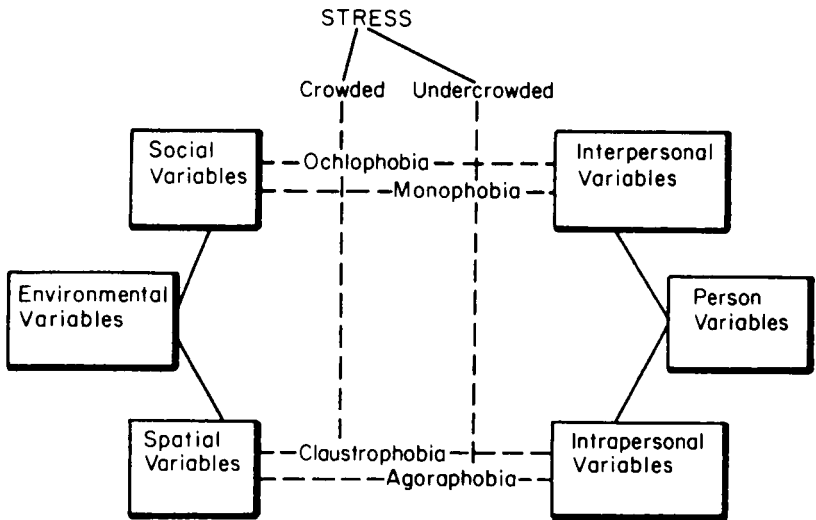 STRESS
Crowded
Undercrowded
Social
Variables
Ochlophobia
Monophobia
Interpersonal
Variables
Environmental
Variables
Person
Variables
Spatial
Variables
Claustrophobia
Agoraphobia
Intrapersonal
Variables